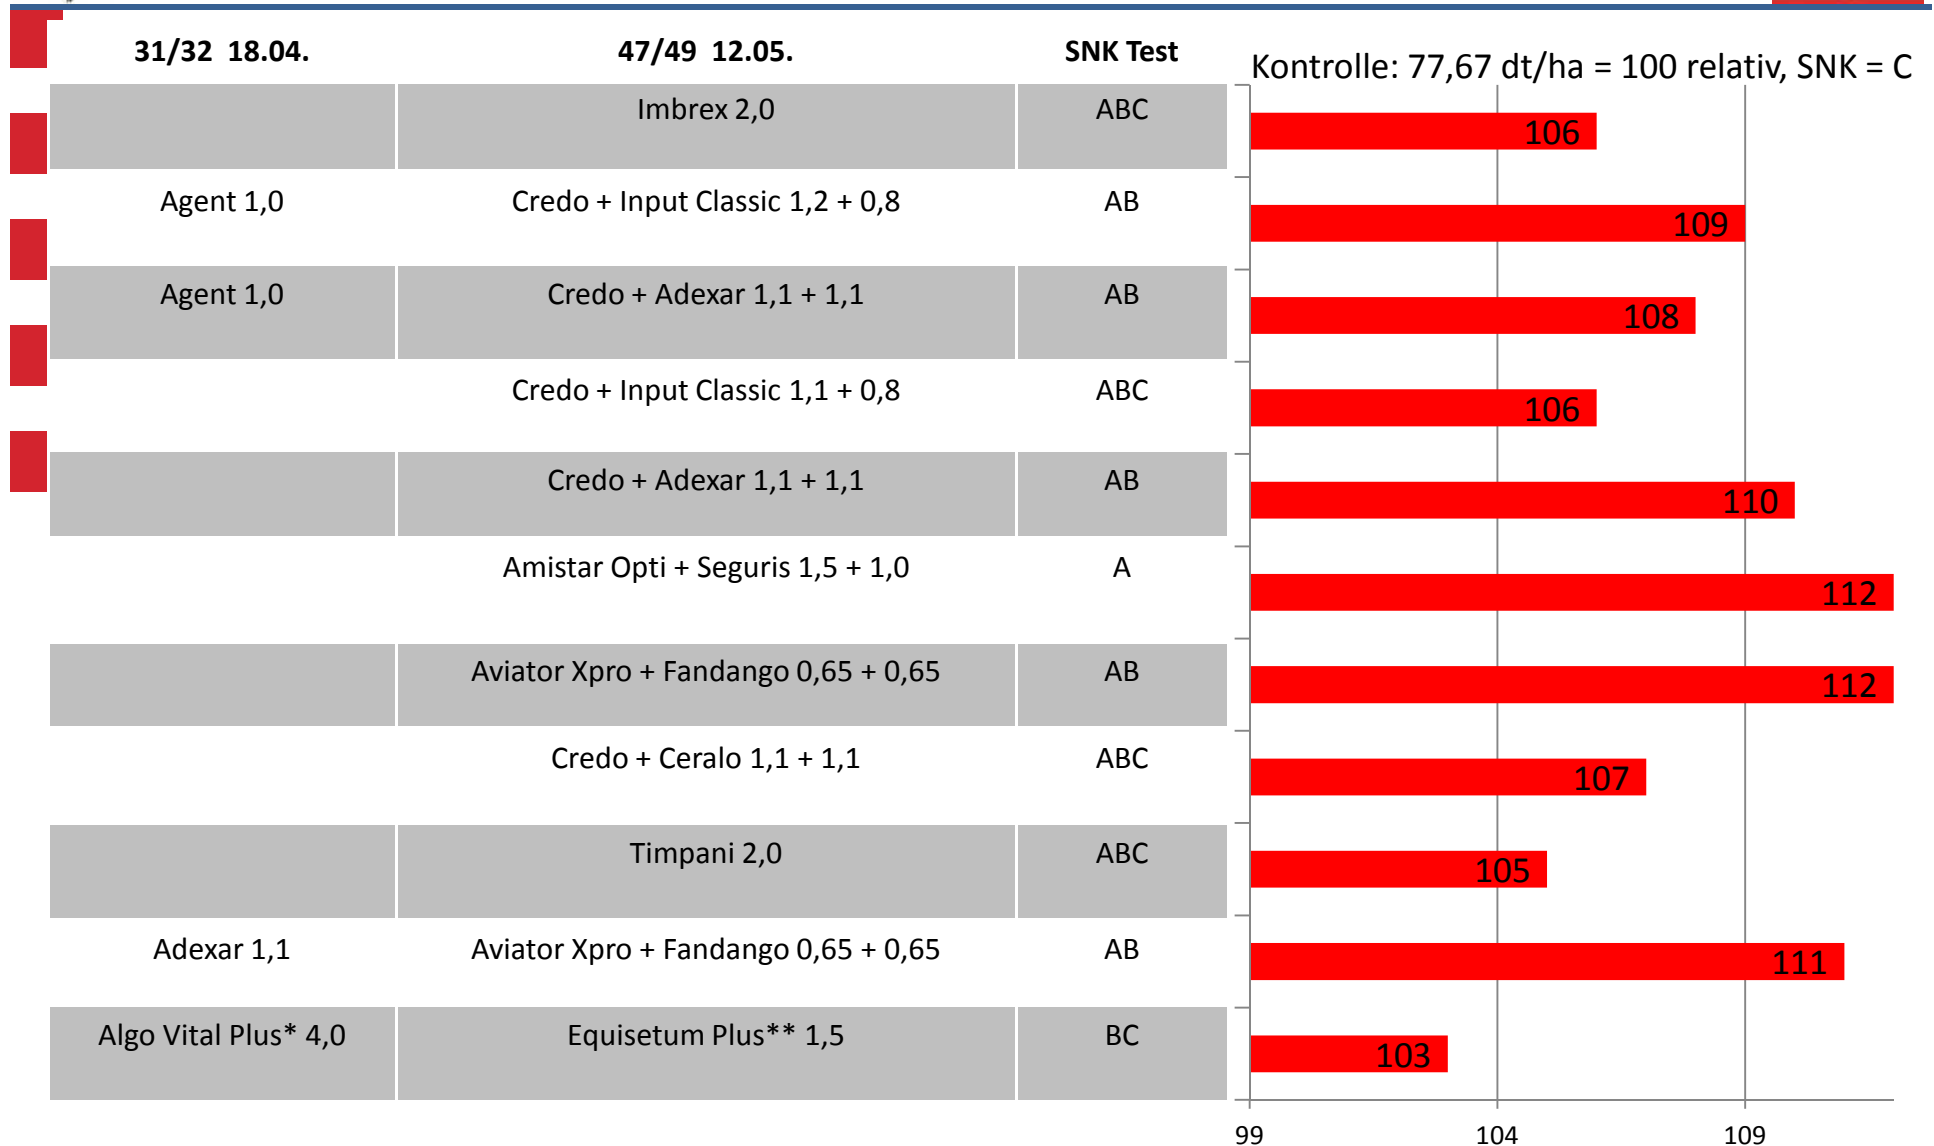 31/32 18.04. 47/49 12.05. SNK Test
Kontrolle: 77,67 dt/ha = 100 relativ, SNK = C
Imbrex 2,0 ABC 106
Agent 1,0 Credo + Input Classic 1,2 + 0,8 AB 109
Agent 1,0 Credo + Adexar 1,1 + 1,1 AB 108
Credo + Input Classic 1,1 + 0,8 ABC 106
Credo + Adexar 1,1 + 1,1 AB 110
Amistar Opti + Seguris 1,5 + 1,0 A 112
Aviator Xpro + Fandango 0,65 + 0,65 AB 112
Credo + Ceralo 1,1 + 1,1 ABC 107
Timpani 2,0 ABC 105
Adexar 1,1 Aviator Xpro + Fandango 0,65 + 0,65 AB 111
Algo Vital Plus* 4,0 Equisetum Plus** 1,5 BC 103
99 104 109